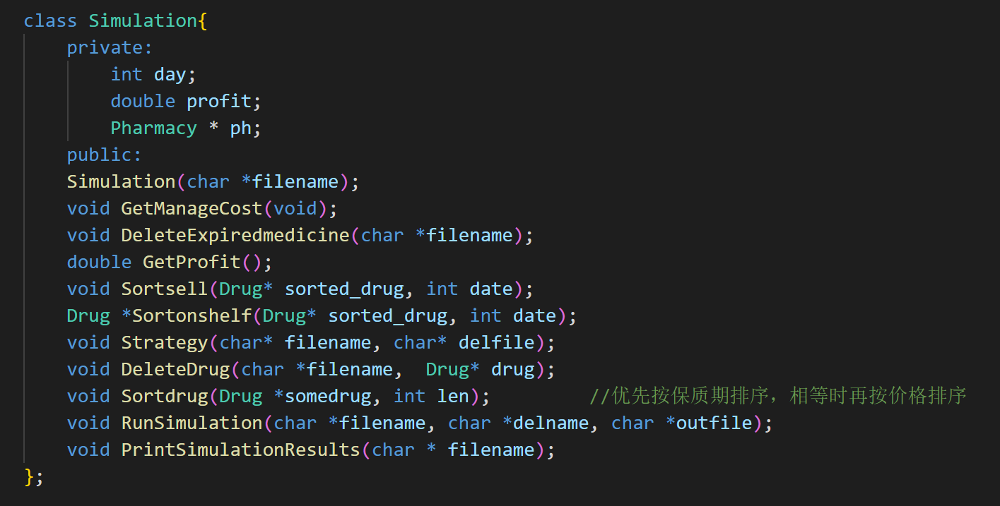 class Simulation{
private:
int day;
double profit;
Pharmacy * ph;
public:
Simulation(char *filename);
void GetManageCost(void);
void DeleteExpiredmedicine(char *filename);
double GetProfit();
void Sortsell(Drug* sorted_drug, int date);
Drug *Sortonshelf(Drug* sorted_drug, int date);
void Strategy(char* filename, char* delfile);
void DeleteDrug(char *filename,  Drug* drug);
void Sortdrug(Drug *somedrug, int len);         //优先按保质期排序，相等时再按价格排序
void RunSimulation(char *filename, char *delname, char *outfile);
void PrintSimulationResults(char * filename);
};